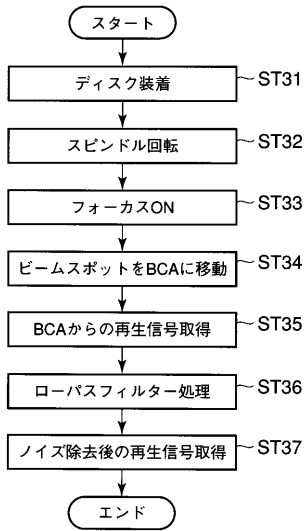 スタート
ディスク装着 ST31
スピンドル回転 ST32
フォーカスON ST33
ビームスポットをBCAに移動 ST34
BCAからの再生信号取得 ST35
ローパスフィルター処理 ST36
ノイズ除去後の再生信号取得 ST37
エンド